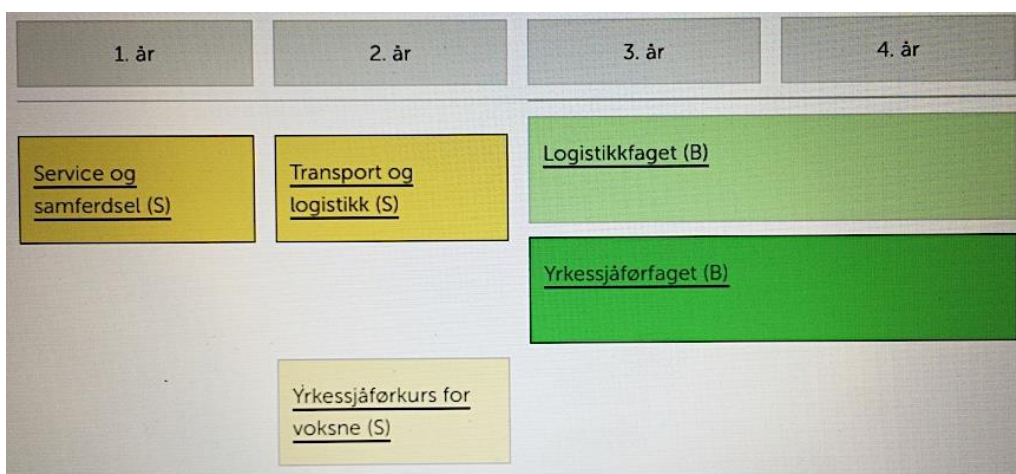 1. år
2. år
3. år
4. år
Service og
samferdsel (S)
Transport og
logistikk (S)
Logistikkfaget (B)
Yrkessjåførfaget (B)
Yrkessjåførkurs for
voksne (S)